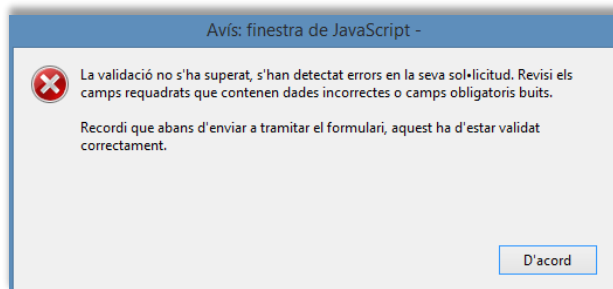 Avís: finestra de JavaScript -
La validació no s'ha superat, s'han detectat errors en la seva sol•licitud. Revisi els
camps requadrats que contenen dades incorrectes o camps obligatoris buits.
Recordi que abans d'enviar a tramitar el formulari, aquest ha d'estar validat
correctament.
D'acord